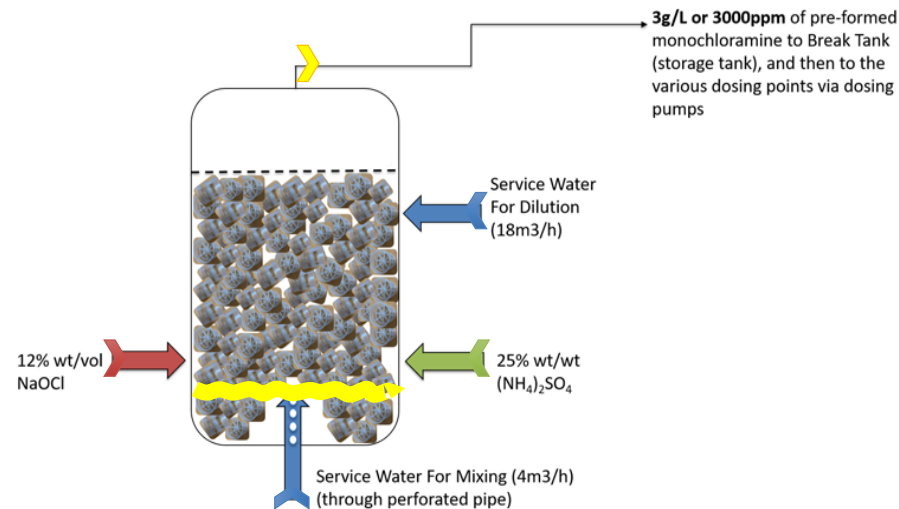 3g/L or 3000ppm of pre-formed
monochloramine to Break Tank
(storage tank), and then to the
various dosing points via dosing
pumps
Service Water
For Dilution
(18m3/h)
12% wt/vol
NaOCl
25% wt/wt
(NH₄)₂SO₄
Service Water For Mixing (4m3/h)
(through perforated pipe)